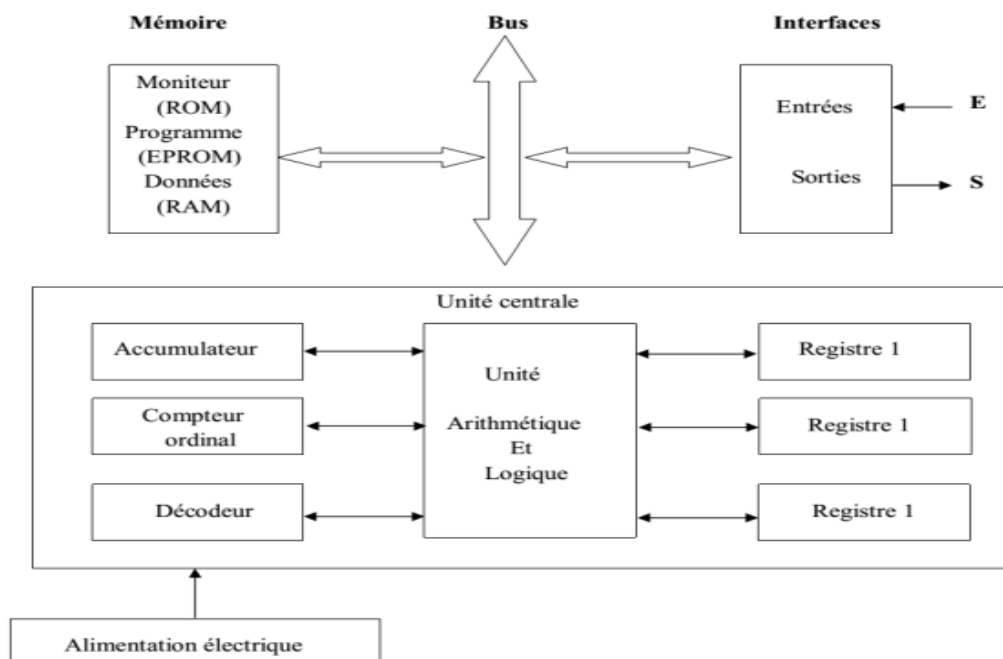 Mémoire
Bus
Interfaces
Moniteur
(ROM)
Programme
(EPROM)
Données
(RAM)
Entrées
E
Sorties
S
Unité centrale
Accumulateur
Compteur
ordinal
Décodeur
Unité
Arithmétique
Et
Logique
Registre 1
Registre 1
Registre 1
Alimentation électrique